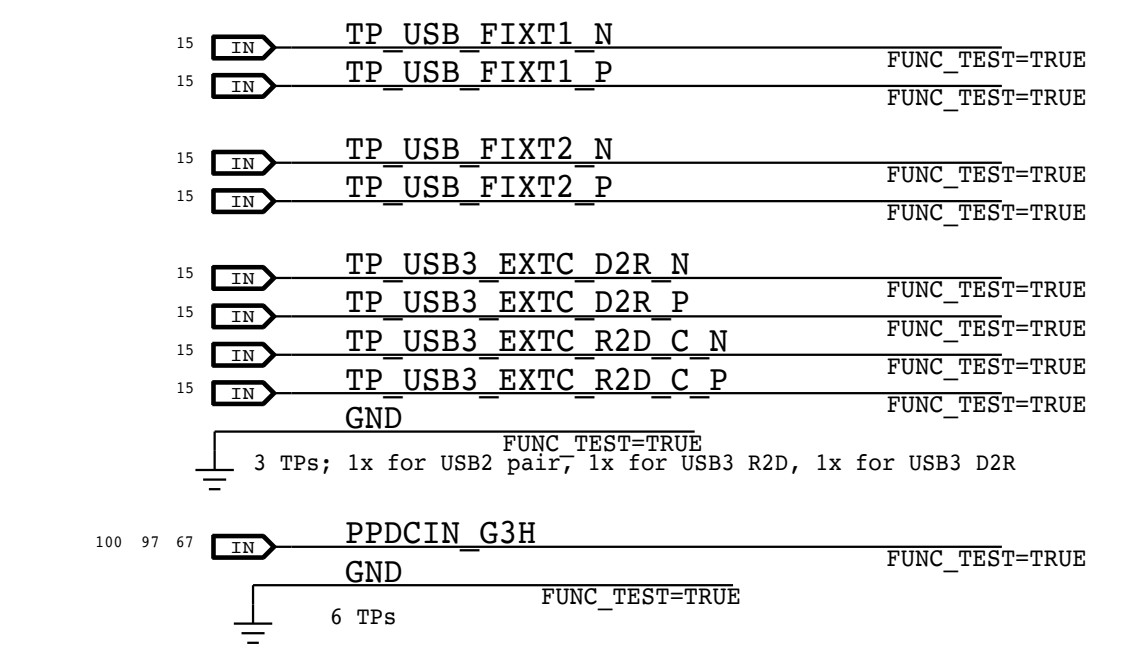 15 IN TP_USB_FIXT1_N FUNC_TEST=TRUE
15 IN TP_USB_FIXT1_P FUNC_TEST=TRUE
15 IN TP_USB_FIXT2_N FUNC_TEST=TRUE
15 IN TP_USB_FIXT2_P FUNC_TEST=TRUE
15 IN TP_USB3_EXTC_D2R_N FUNC_TEST=TRUE
15 IN TP_USB3_EXTC_D2R_P FUNC_TEST=TRUE
15 IN TP_USB3_EXTC_R2D_C_N FUNC_TEST=TRUE
15 IN TP_USB3_EXTC_R2D_C_P FUNC_TEST=TRUE
GND FUNC_TEST=TRUE
3 TPs; 1x for USB2 pair, 1x for USB3 R2D, 1x for USB3 D2R
100 97 67 IN PPDCIN_G3H FUNC_TEST=TRUE
GND FUNC_TEST=TRUE
6 TPs